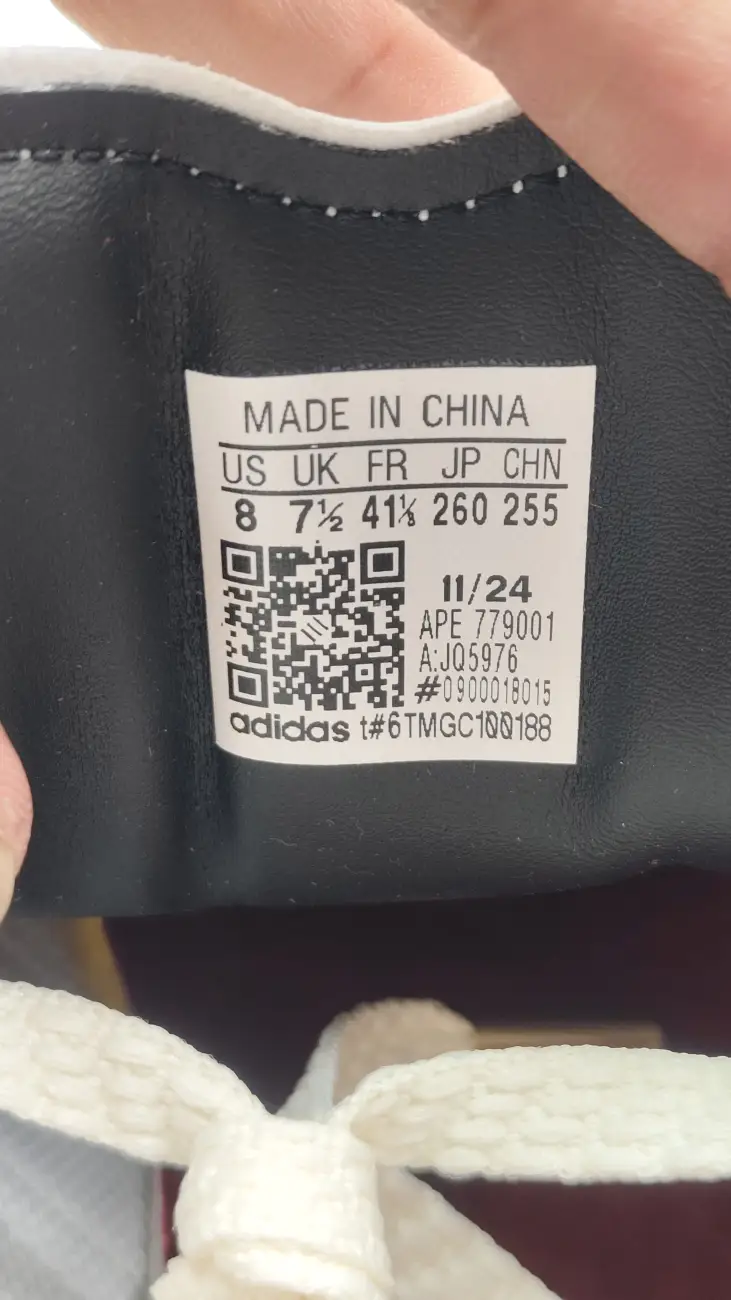 MADE IN CHINA
US UK FR JP CHN
8 7½ 41⅓ 260 255
11/24
APE 779001
A:JQ5976
#0900018015
adidas t#6TMGC100188